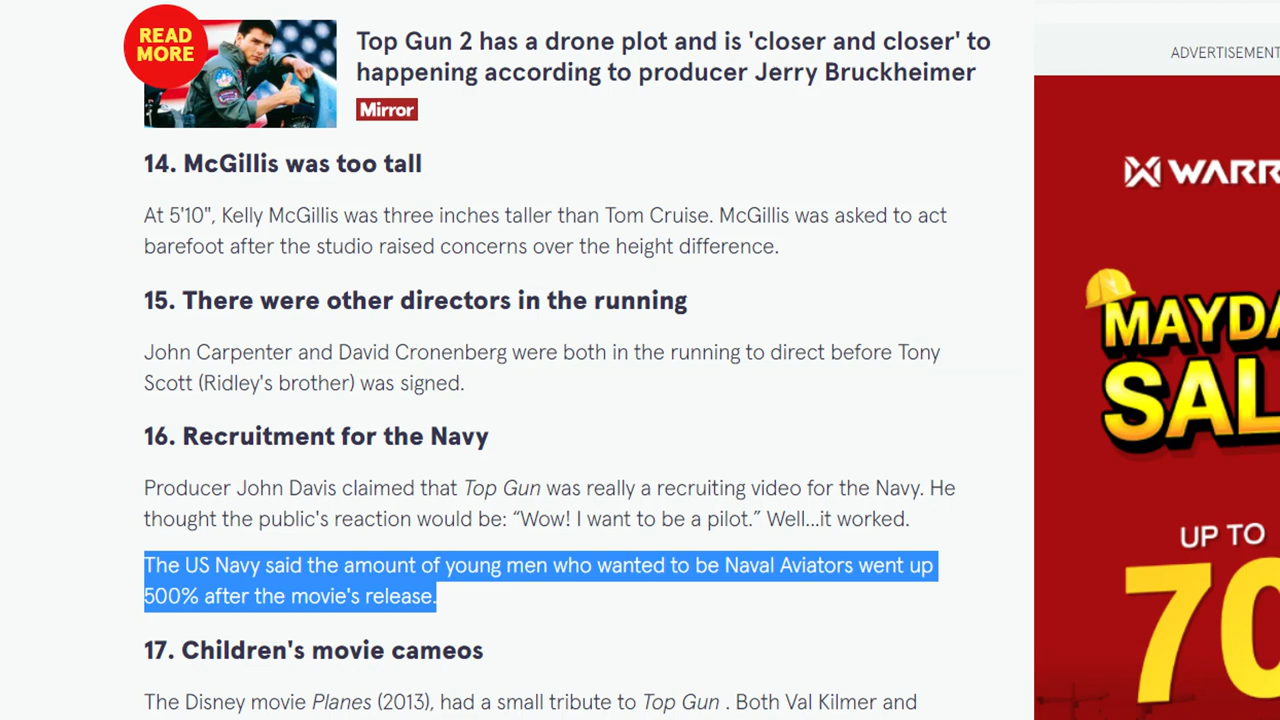 READ
MORE
Top Gun 2 has a drone plot and is 'closer and closer' to
happening according to producer Jerry Bruckheimer
Mirror
14. McGillis was too tall
At 5'10", Kelly McGillis was three inches taller than Tom Cruise. McGillis was asked to act
barefoot after the studio raised concerns over the height difference.
15. There were other directors in the running
John Carpenter and David Cronenberg were both in the running to direct before Tony
Scott (Ridley's brother) was signed.
16. Recruitment for the Navy
Producer John Davis claimed that Top Gun was really a recruiting video for the Navy. He
thought the public's reaction would be: “Wow! I want to be a pilot.” Well...it worked.
The US Navy said the amount of young men who wanted to be Naval Aviators went up
500% after the movie's release.
17. Children's movie cameos
The Disney movie Planes (2013), had a small tribute to Top Gun . Both Val Kilmer and
ADVERTISEMENT
WARR
MAYDA
SAL
UP TO
70